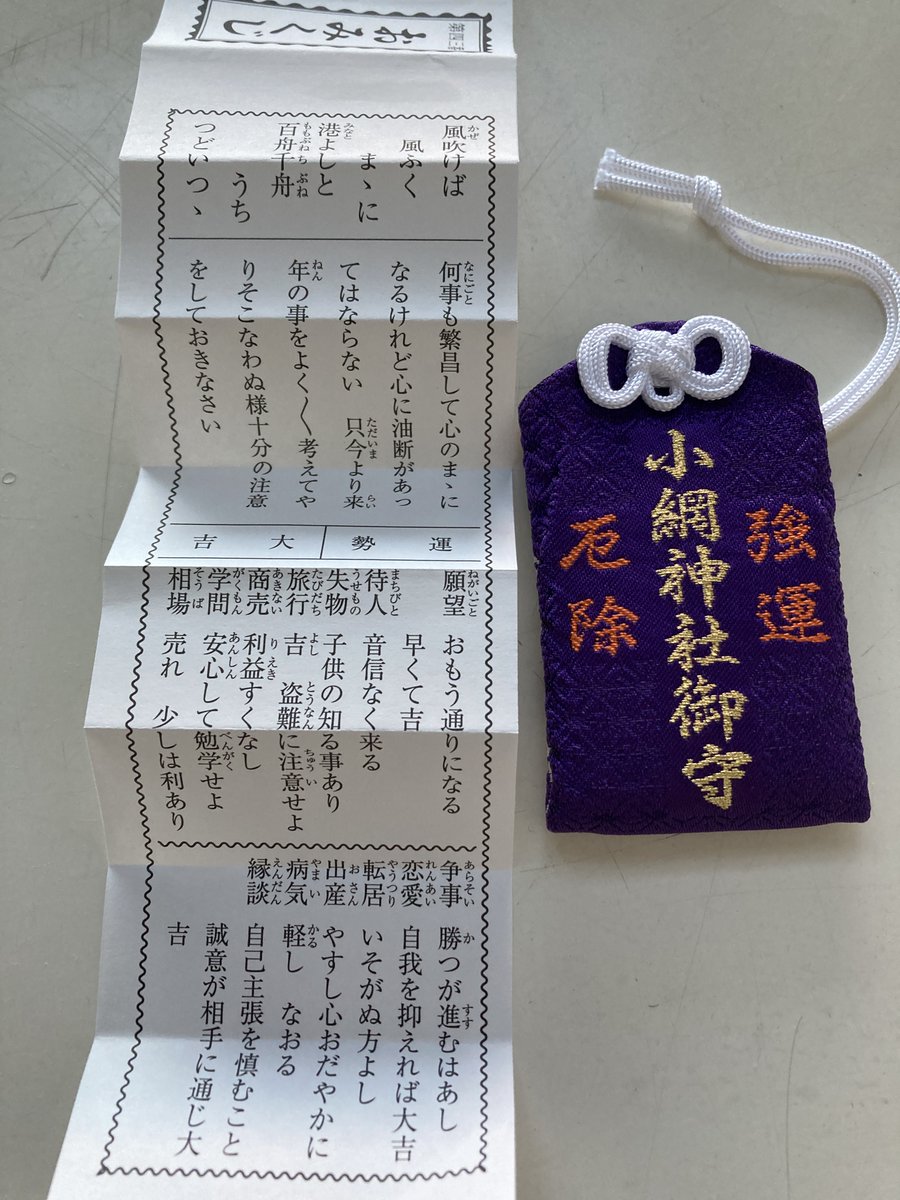 おみくじ
風吹けば
風ふく
まゝに
港よしと
百舟千舟
うち
つどいつゝ
何事も繁昌して心のまゝに
なるけれど心に油断があっ
てはならない 只今より来
年の事をよく〱考えてや
りそこなわぬ様十分の注意
をしておきなさい
運勢 大吉
願望 おもう通りになる
早くて吉
待人 音信なく来る
失物 子供の知る事あり
旅行 吉 盗難に注意せよ
商売 利益すくなし
学問 安心して勉学せよ
相場 売れ 少しは利あり
争事 勝つが進むはあし
恋愛 自我を抑えれば大吉
転居 いそがぬ方よし
出産 やすし心おだやかに
病気 軽し なおる
縁談 自己主張を慎むこと
誠意が相手に通じ大
吉
強運
小網神社御守
厄除